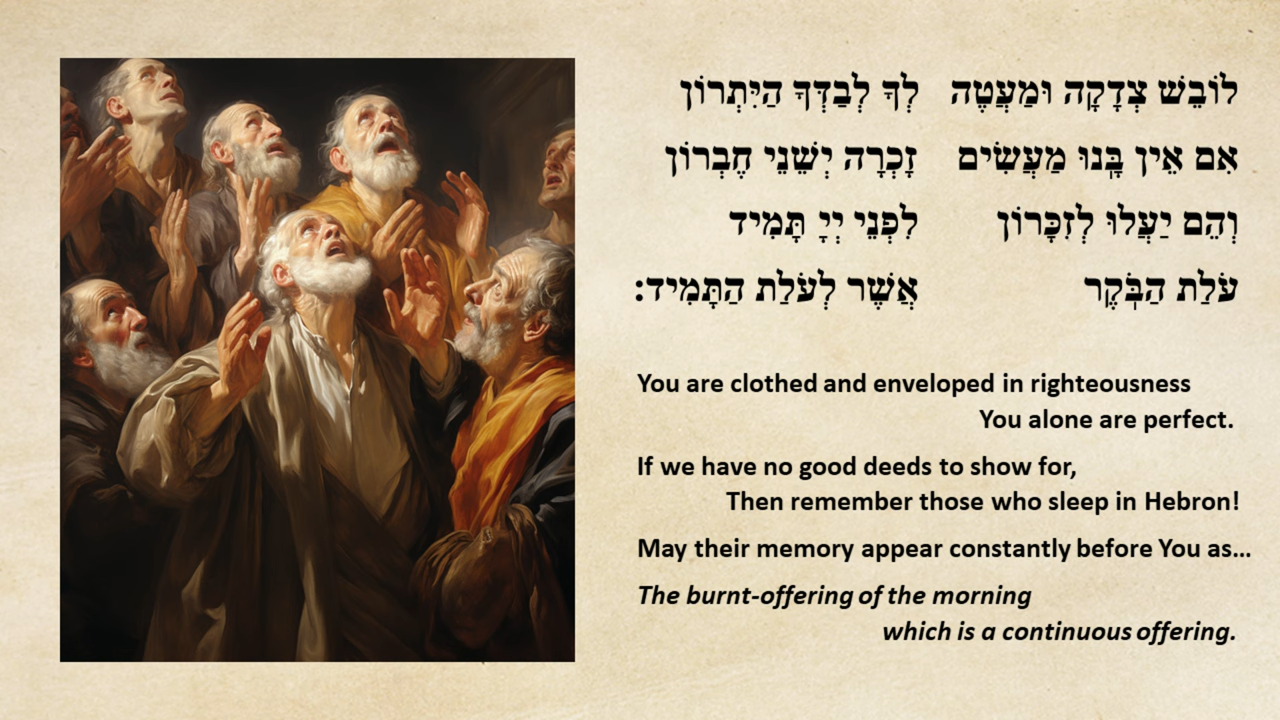 לוֹבֵשׁ צְדָקָה וּמַעֲטֶה לְךָ לְבַדְּךָ הַיִּתְרוֹן
אִם אֵין בָּנוּ מַעֲשִׂים זָכְרָה יְשֵׁנֵי חֶבְרוֹן
וְהֵם יַעֲלוּ לְזִכָּרוֹן לִפְנֵי יְיָ תָּמִיד
עֹלַת הַבֹּקֶר אֲשֶׁר לְעֹלַת הַתָּמִיד:
You are clothed and enveloped in righteousness
You alone are perfect.
If we have no good deeds to show for,
Then remember those who sleep in Hebron!
May their memory appear constantly before You as...
The burnt-offering of the morning
which is a continuous offering.